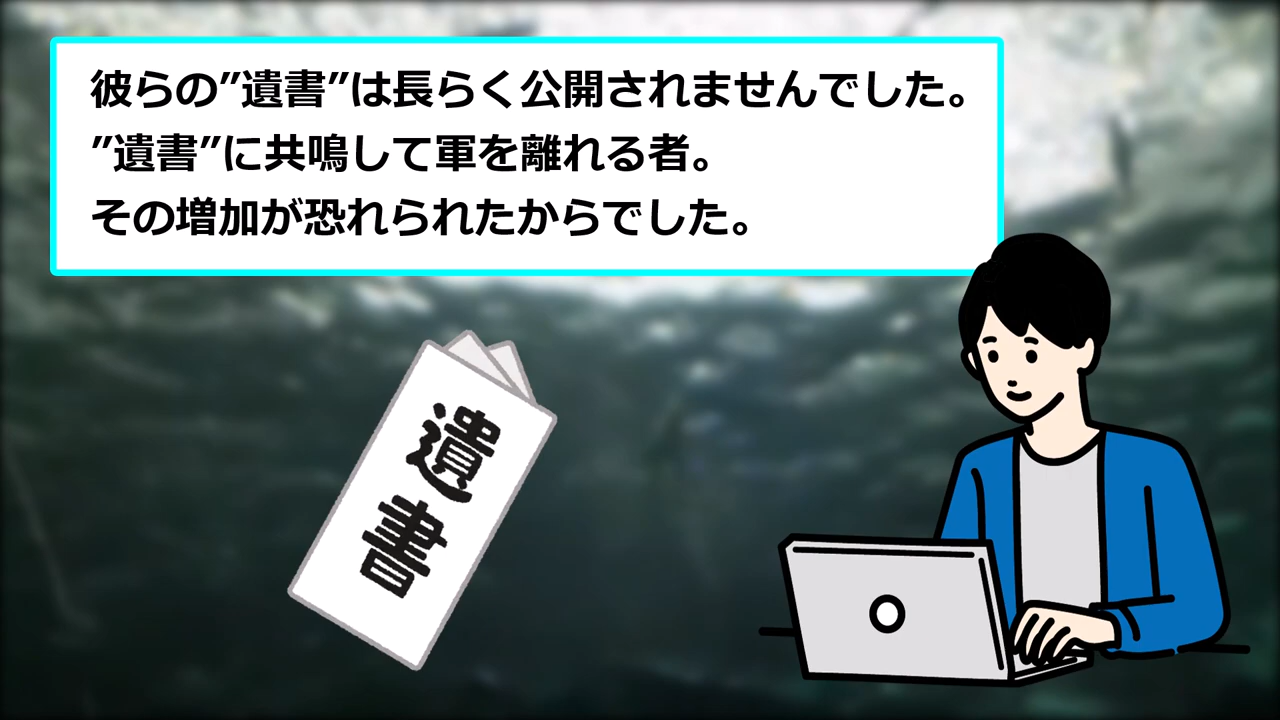 彼らの”遺書”は長らく公開されませんでした。
”遺書”に共鳴して軍を離れる者。
その増加が恐れられたからでした。
遺書